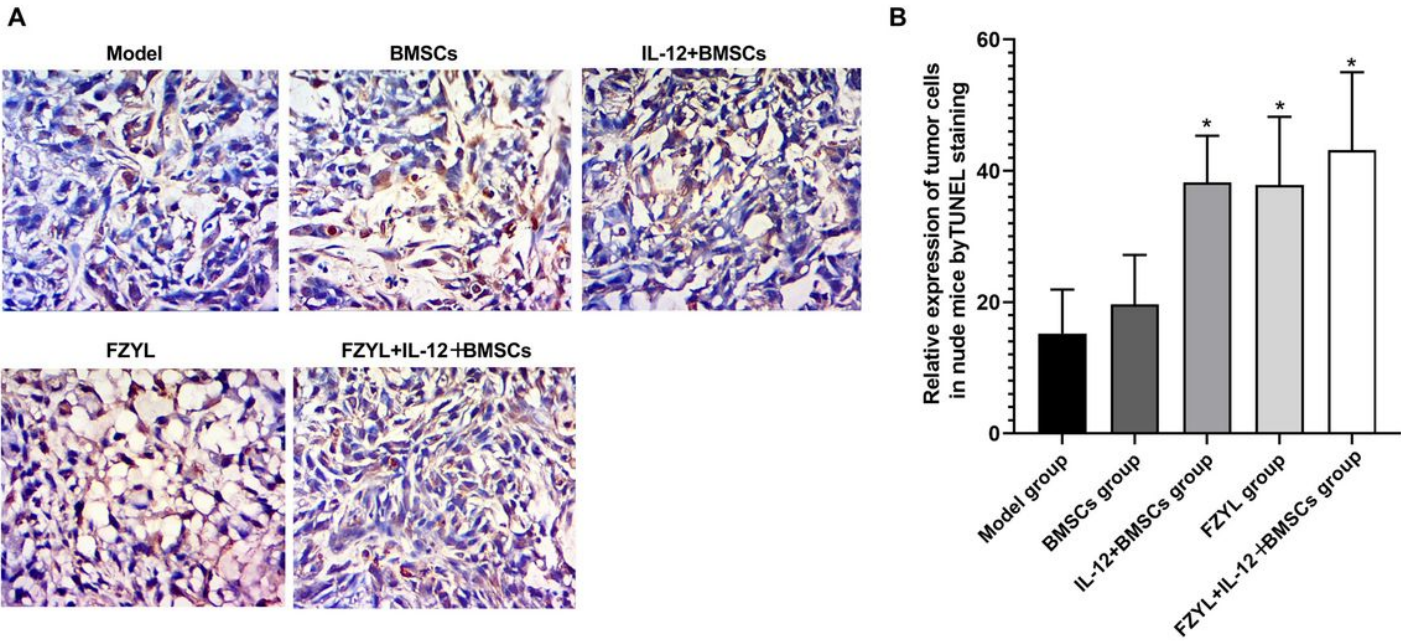 A
Model
BMSCs
IL-12+BMSCs
FZYL
FZYL+IL-12+BMSCs
B
Relative expression of tumor cells
in nude mice byTUNEL staining
60
40
20
0
*
*
*
Model group
BMSCs group
IL-12+BMSCs group
FZYL group
FZYL+IL-12+BMSCs group